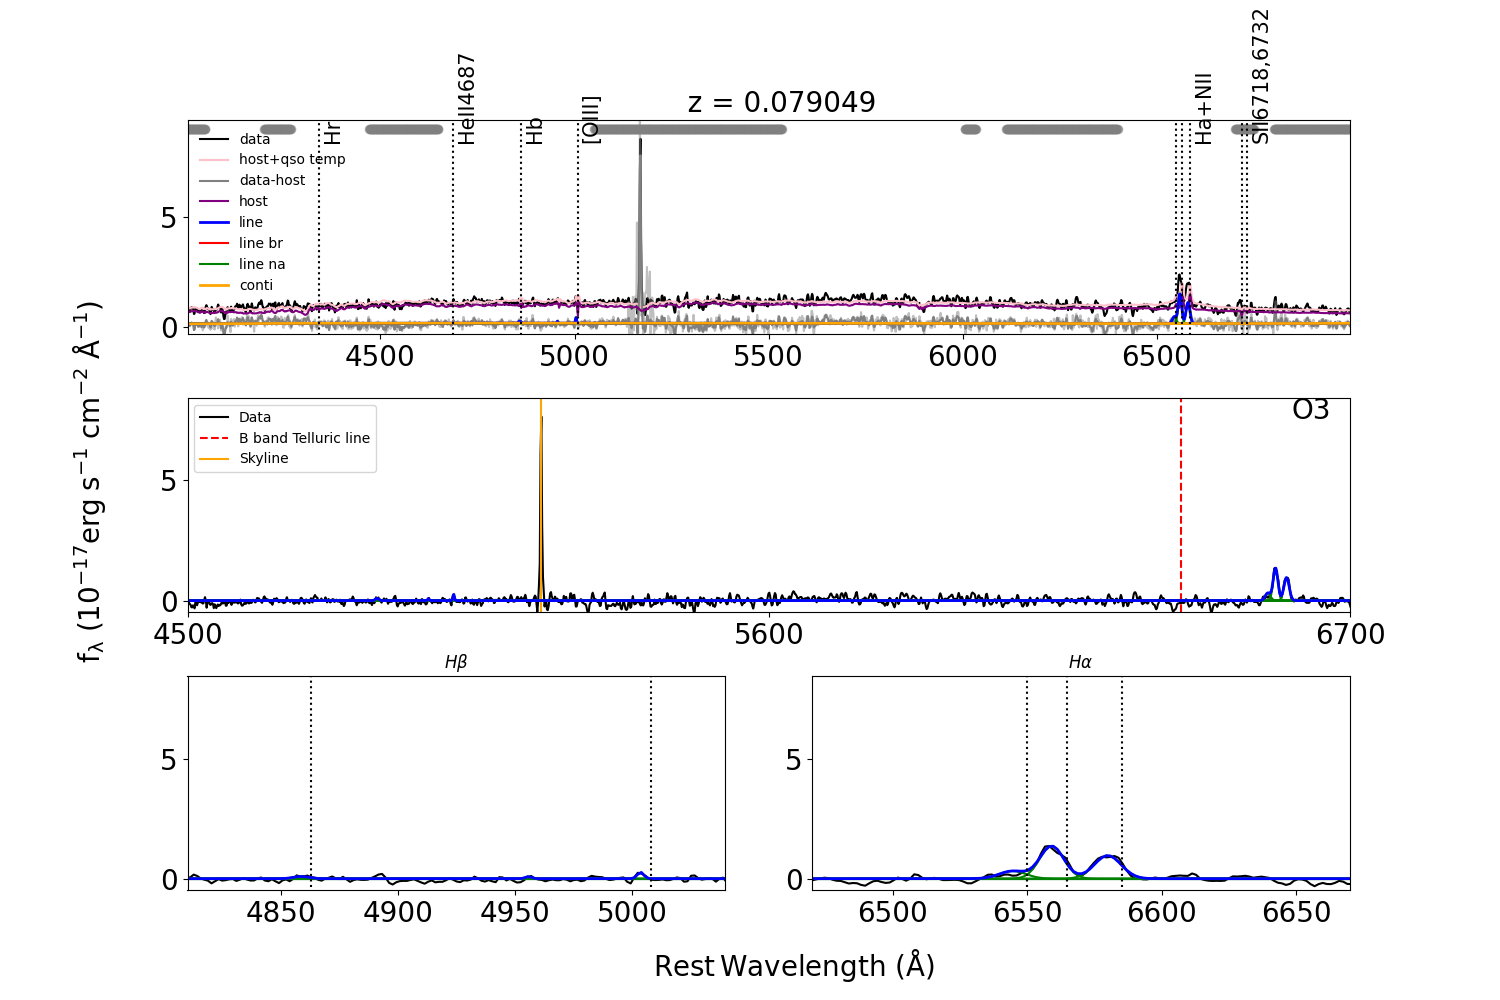 z = 0.079049
Hr
HeII4687
Hb
[OIII]
Ha+NII
SII6718,6732
data
host+qso temp
data-host
host
line
line br
line na
conti
5
0
4500
5000
5500
6000
6500
O3
Data
B band Telluric line
Skyline
5
0
4500
5600
6700
fλ (10⁻¹⁷erg s⁻¹ cm⁻² Å⁻¹)
Hβ
5
0
4850
4900
4950
5000
Hα
5
0
6500
6550
6600
6650
Rest Wavelength (Å)